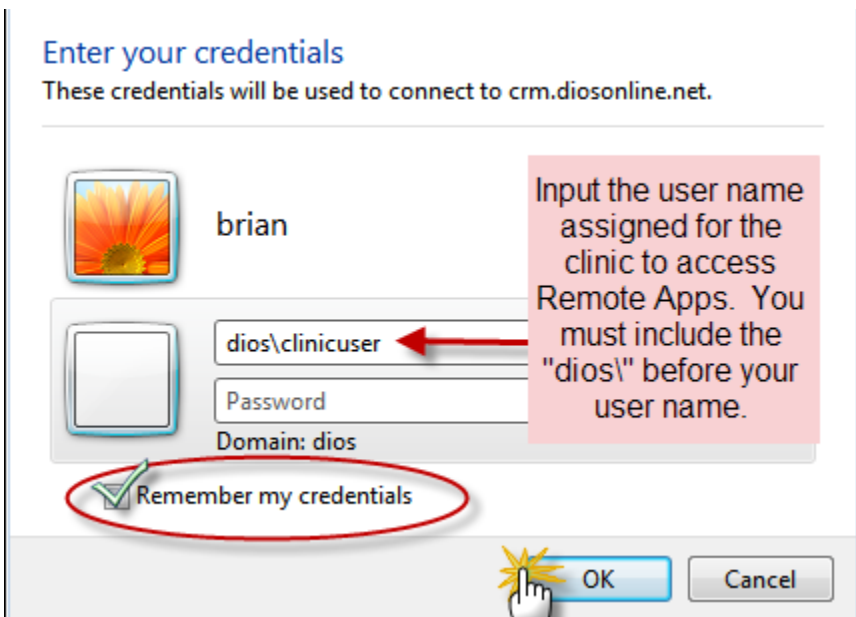 Enter your credentials
These credentials will be used to connect to crm.diosonline.net.
brian
Input the user name
assigned for the
clinic to access
Remote Apps.  You
must include the
"dios\" before your
user name.
dios\clinicuser
Password
Domain: dios
Remember my credentials
OK
Cancel